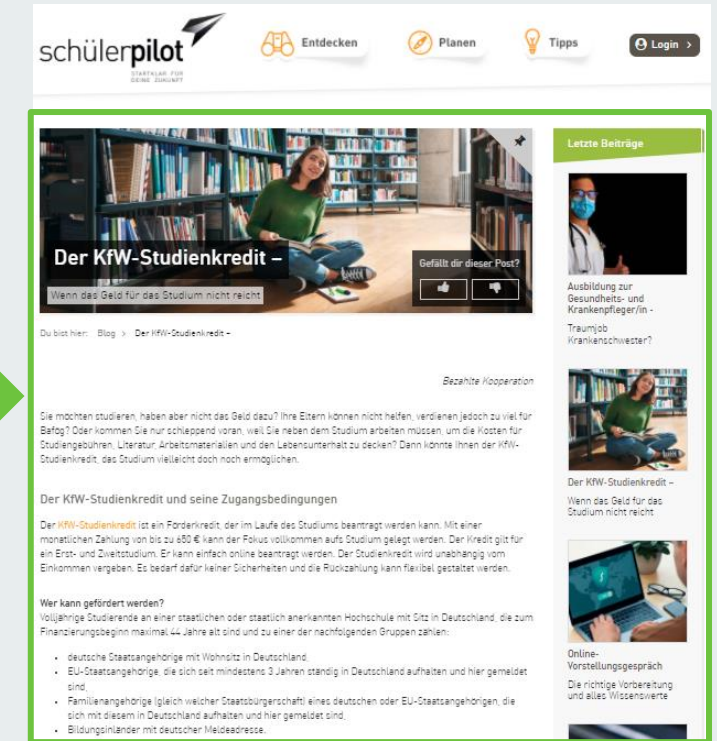 schülerpilot
STARTKLAR FÜR
DEINE ZUKUNFT
Entdecken
Planen
Tipps
Login >
Der KfW-Studienkredit –
Wenn das Geld für das Studium nicht reicht
Gefällt dir dieser Post?
Du bist hier: Blog > Der KfW-Studienkredit –
Bezahlte Kooperation
Sie möchten studieren, haben aber nicht das Geld dazu? Ihre Eltern können nicht helfen, verdienen jedoch zu viel für
Bafög? Oder kommen Sie nur schleppend voran, weil Sie neben dem Studium arbeiten müssen, um die Kosten für
Studiengebühren, Literatur, Arbeitsmaterialien und den Lebensunterhalt zu decken? Dann könnte Ihnen der KfW-
Studienkredit, das Studium vielleicht doch noch ermöglichen.
Der KfW-Studienkredit und seine Zugangsbedingungen
Der KfW-Studienkredit ist ein Förderkredit, der im Laufe des Studiums beantragt werden kann. Mit einer
monatlichen Zahlung von bis zu 650 € kann der Fokus vollkommen aufs Studium gelegt werden. Der Kredit gilt für
ein Erst- und Zweitstudium. Er kann einfach online beantragt werden. Der Studienkredit wird unabhängig vom
Einkommen vergeben. Es bedarf dafür keiner Sicherheiten und die Rückzahlung kann flexibel gestaltet werden.
Wer kann gefördert werden?
Volljährige Studierende an einer staatlichen oder staatlich anerkannten Hochschule mit Sitz in Deutschland, die zum
Finanzierungsbeginn maximal 44 Jahre alt sind und zu einer der nachfolgenden Gruppen zählen:
• deutsche Staatsangehörige mit Wohnsitz in Deutschland,
• EU-Staatsangehörige, die sich seit mindestens 3 Jahren ständig in Deutschland aufhalten und hier gemeldet
sind,
• Familienangehörige (gleich welcher Staatsbürgerschaft) eines deutschen oder EU-Staatsangehörigen, die
sich mit diesem in Deutschland aufhalten und hier gemeldet sind,
• Bildungsinländer mit deutscher Meldeadresse.
Letzte Beiträge
Ausbildung zur
Gesundheits- und
Krankenpfleger/in -
Traumjob
Krankenschwester?
Der KfW-Studienkredit –
Wenn das Geld für das
Studium nicht reicht
Online-
Vorstellungsgespräch
Die richtige Vorbereitung
und alles Wissenswerte